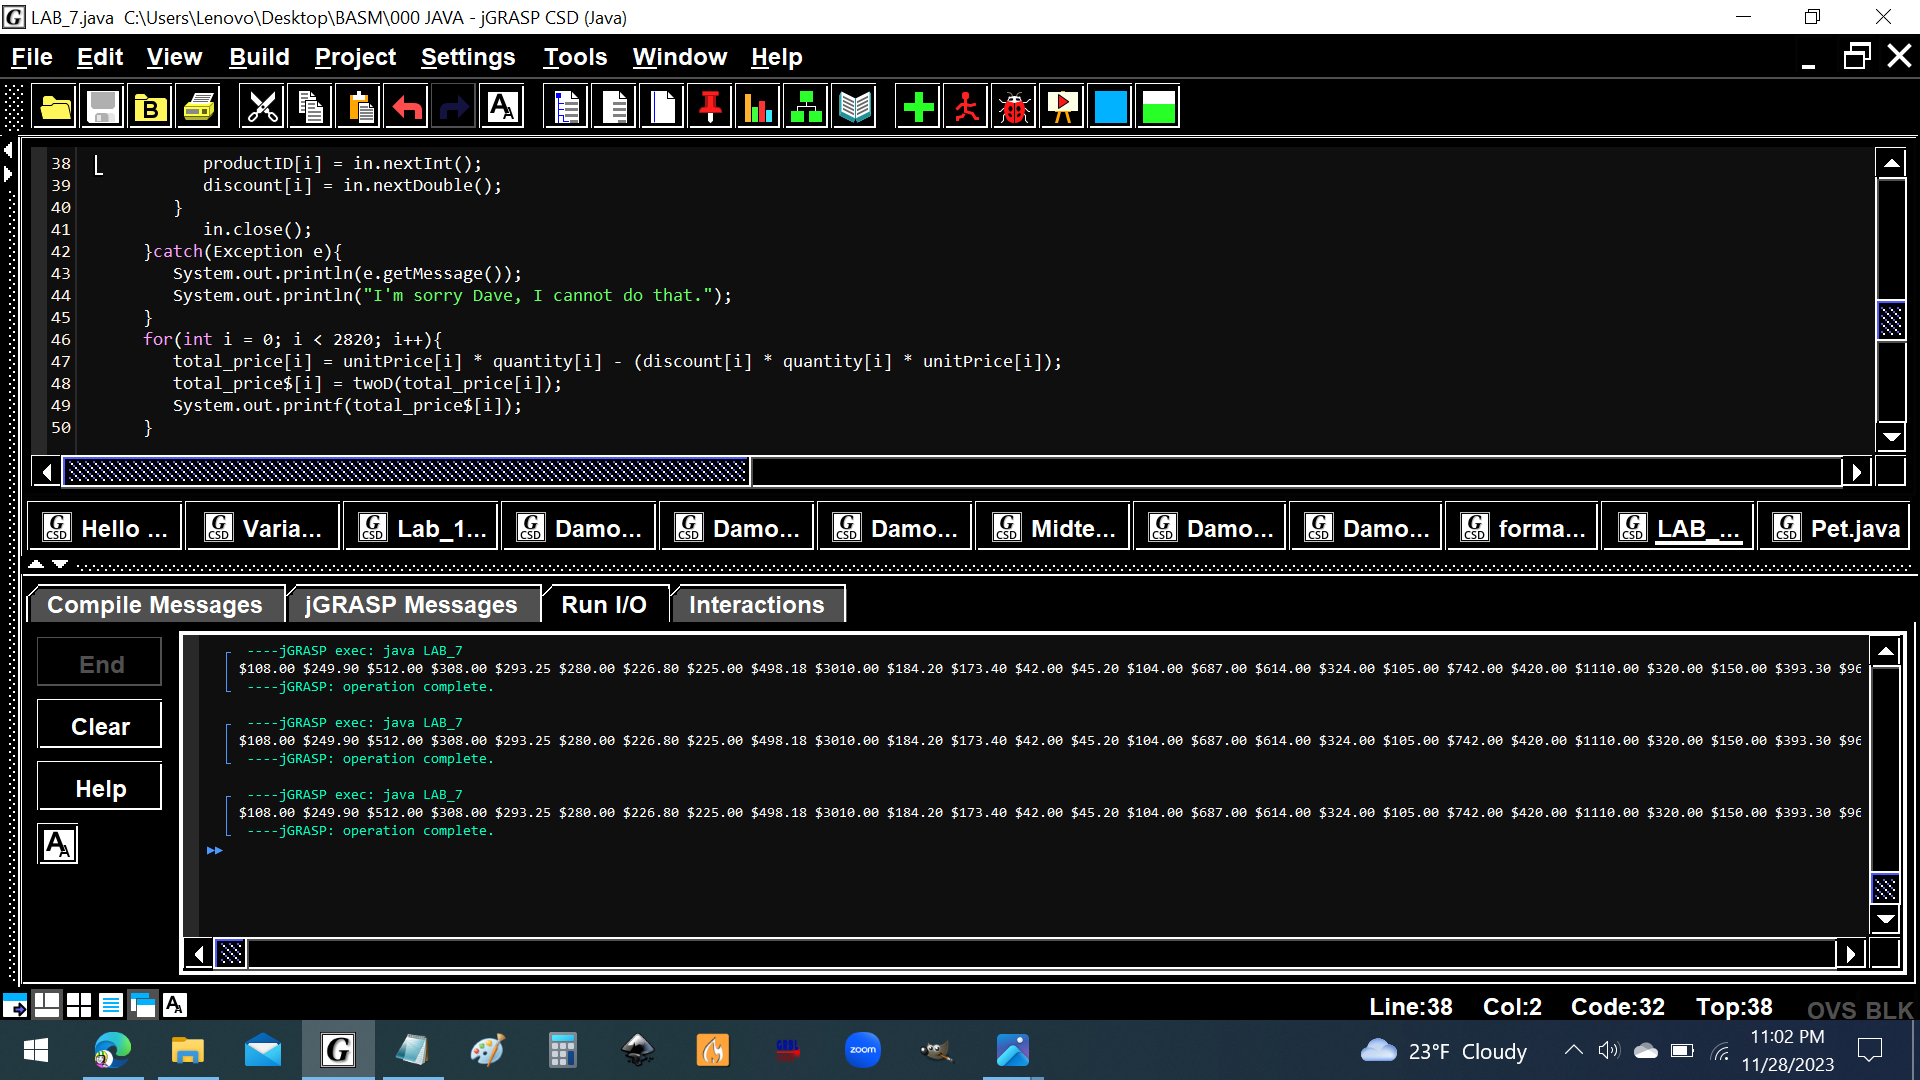 LAB_7.java  C:\Users\Lenovo\Desktop\BASM\000 JAVA - jGRASP CSD (Java)
File Edit View Build Project Settings Tools Window Help
38 productID[i] = in.nextInt();
39 discount[i] = in.nextDouble();
40 }
41 in.close();
42 }catch(Exception e){
43 System.out.println(e.getMessage());
44 System.out.println("I'm sorry Dave, I cannot do that.");
45 }
46 for(int i = 0; i < 2820; i++){
47 total_price[i] = unitPrice[i] * quantity[i] - (discount[i] * quantity[i] * unitPrice[i]);
48 total_price$[i] = twoD(total_price[i]);
49 System.out.printf(total_price$[i]);
50 }
Hello ... Varia... Lab_1... Damo... Damo... Damo... Midte... Damo... Damo... forma... LAB_... Pet.java
Compile Messages jGRASP Messages Run I/O Interactions
End
Clear
Help
----jGRASP exec: java LAB_7
$108.00 $249.90 $512.00 $308.00 $293.25 $280.00 $226.80 $225.00 $498.18 $3010.00 $184.20 $173.40 $42.00 $45.20 $104.00 $687.00 $614.00 $324.00 $105.00 $742.00 $420.00 $1110.00 $320.00 $150.00 $393.30 $96
----jGRASP: operation complete.
----jGRASP exec: java LAB_7
$108.00 $249.90 $512.00 $308.00 $293.25 $280.00 $226.80 $225.00 $498.18 $3010.00 $184.20 $173.40 $42.00 $45.20 $104.00 $687.00 $614.00 $324.00 $105.00 $742.00 $420.00 $1110.00 $320.00 $150.00 $393.30 $96
----jGRASP: operation complete.
----jGRASP exec: java LAB_7
$108.00 $249.90 $512.00 $308.00 $293.25 $280.00 $226.80 $225.00 $498.18 $3010.00 $184.20 $173.40 $42.00 $45.20 $104.00 $687.00 $614.00 $324.00 $105.00 $742.00 $420.00 $1110.00 $320.00 $150.00 $393.30 $96
----jGRASP: operation complete.
Line:38 Col:2 Code:32 Top:38 OVS BLK
zoom
23°F Cloudy
11:02 PM
11/28/2023